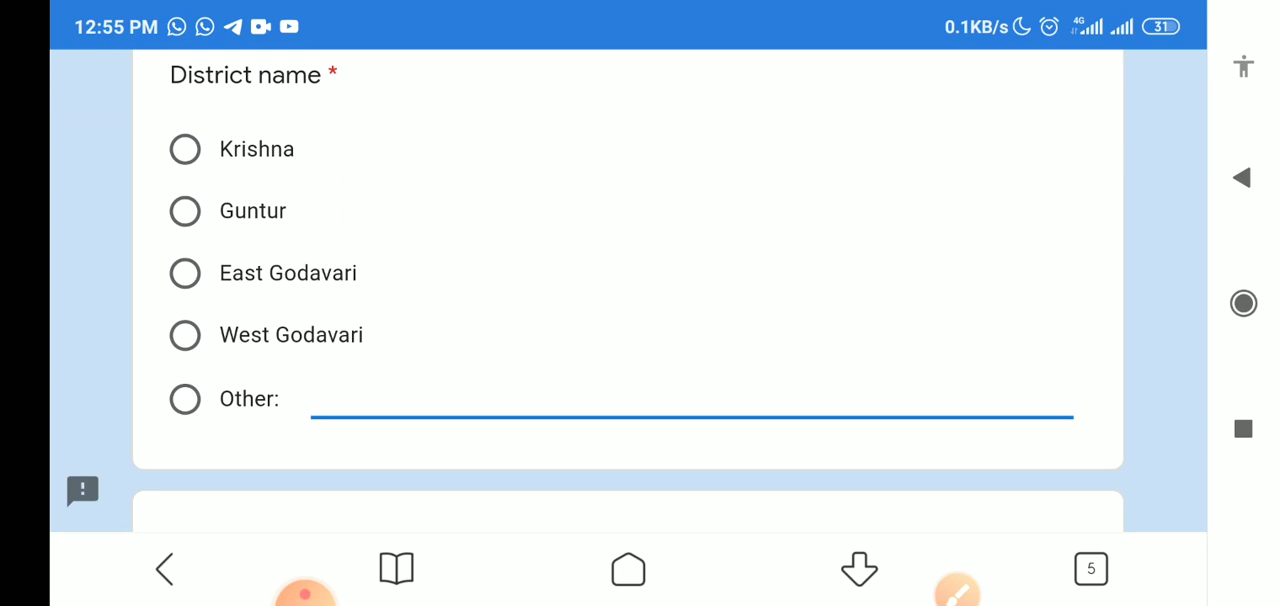 12:55 PM 0.1KB/s 4G 31
District name *
Krishna
Guntur
East Godavari
West Godavari
Other:
5